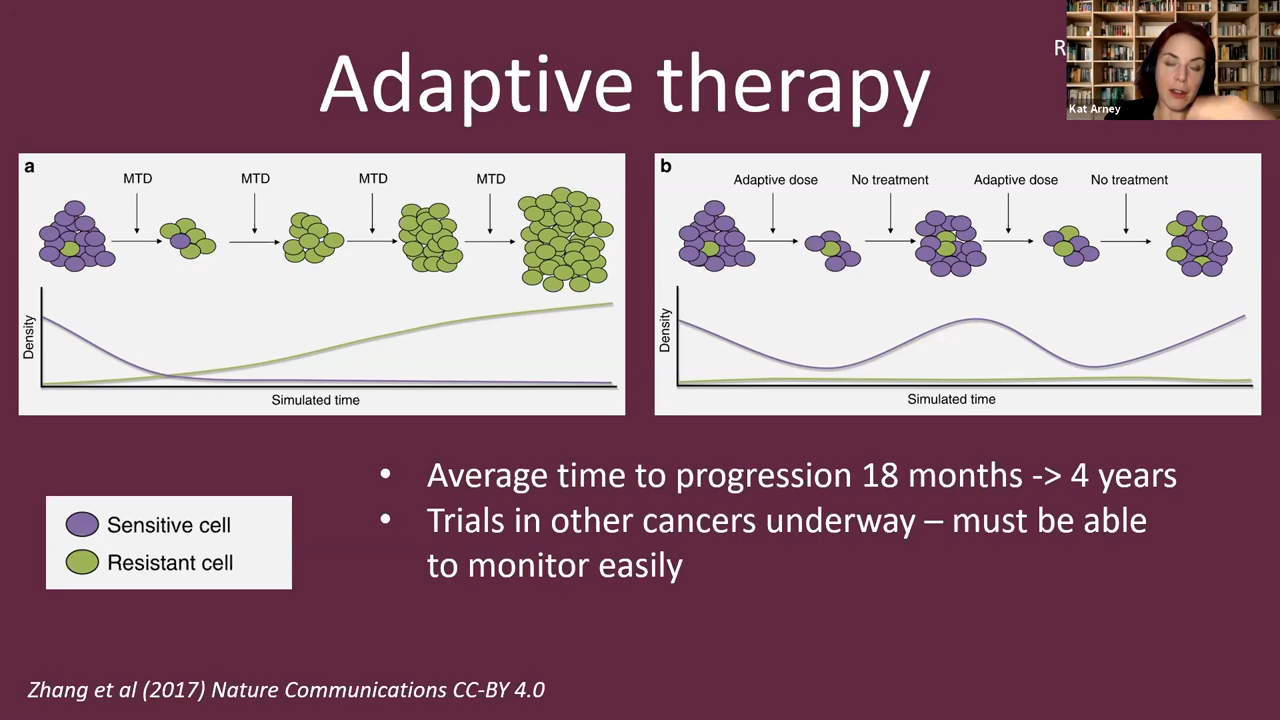 Adaptive therapy
R
Kat Arney
a
MTD MTD MTD MTD
Density
Simulated time
b
Adaptive dose No treatment Adaptive dose No treatment
Density
Simulated time
Sensitive cell
Resistant cell
• Average time to progression 18 months -> 4 years
• Trials in other cancers underway – must be able
to monitor easily
Zhang et al (2017) Nature Communications CC-BY 4.0